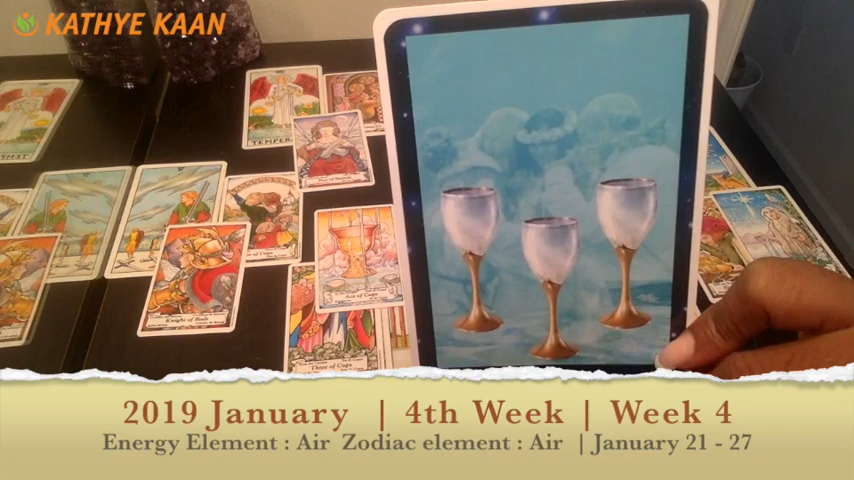 KATHYE KAAN
TEMPERA
Knight of Rods
Ace of Cups
Three of Cups
2019 January | 4th Week | Week 4
Energy Element : Air Zodiac element : Air | January 21 - 27